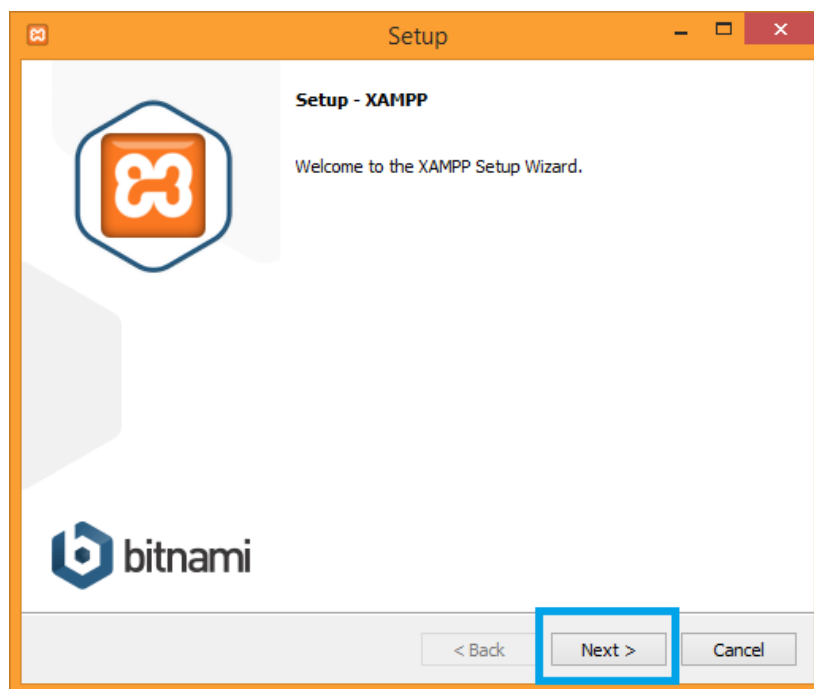 Setup
Setup - XAMPP
Welcome to the XAMPP Setup Wizard.
bitnami
< Back Next > Cancel